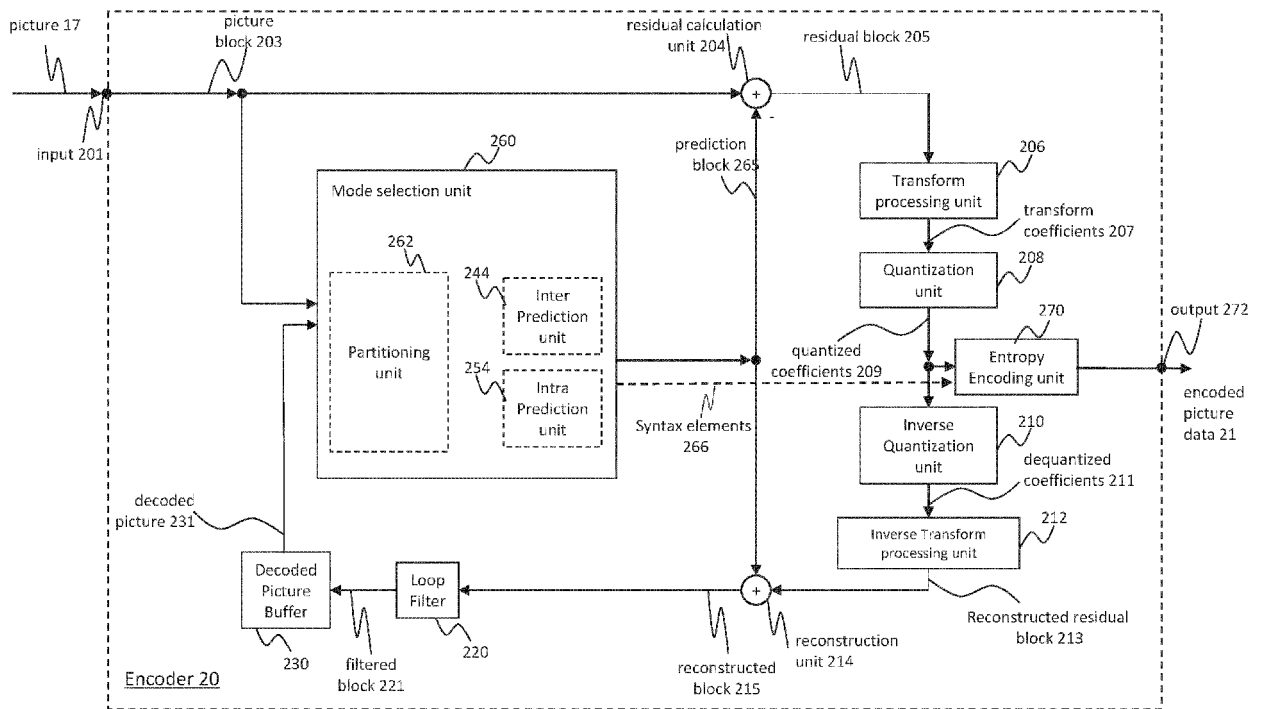 picture 17
picture
block 203
residual calculation
unit 204
residual block 205
input 201
260
Mode selection unit
prediction
block 265
+
-
206
Transform
processing unit
transform
coefficients 207
262
Partitioning
unit
244
Inter
Prediction
unit
254
Intra
Prediction
unit
208
Quantization
unit
quantized
coefficients 209
270
Entropy
Encoding unit
output 272
encoded
picture
data 21
Syntax elements
266
Inverse
Quantization
unit
210
dequantized
coefficients 211
decoded
picture 231
Inverse Transform
processing unit
212
Decoded
Picture
Buffer
230
Loop
Filter
220
filtered
block 221
+
reconstruction
unit 214
reconstructed
block 215
Reconstructed residual
block 213
Encoder 20